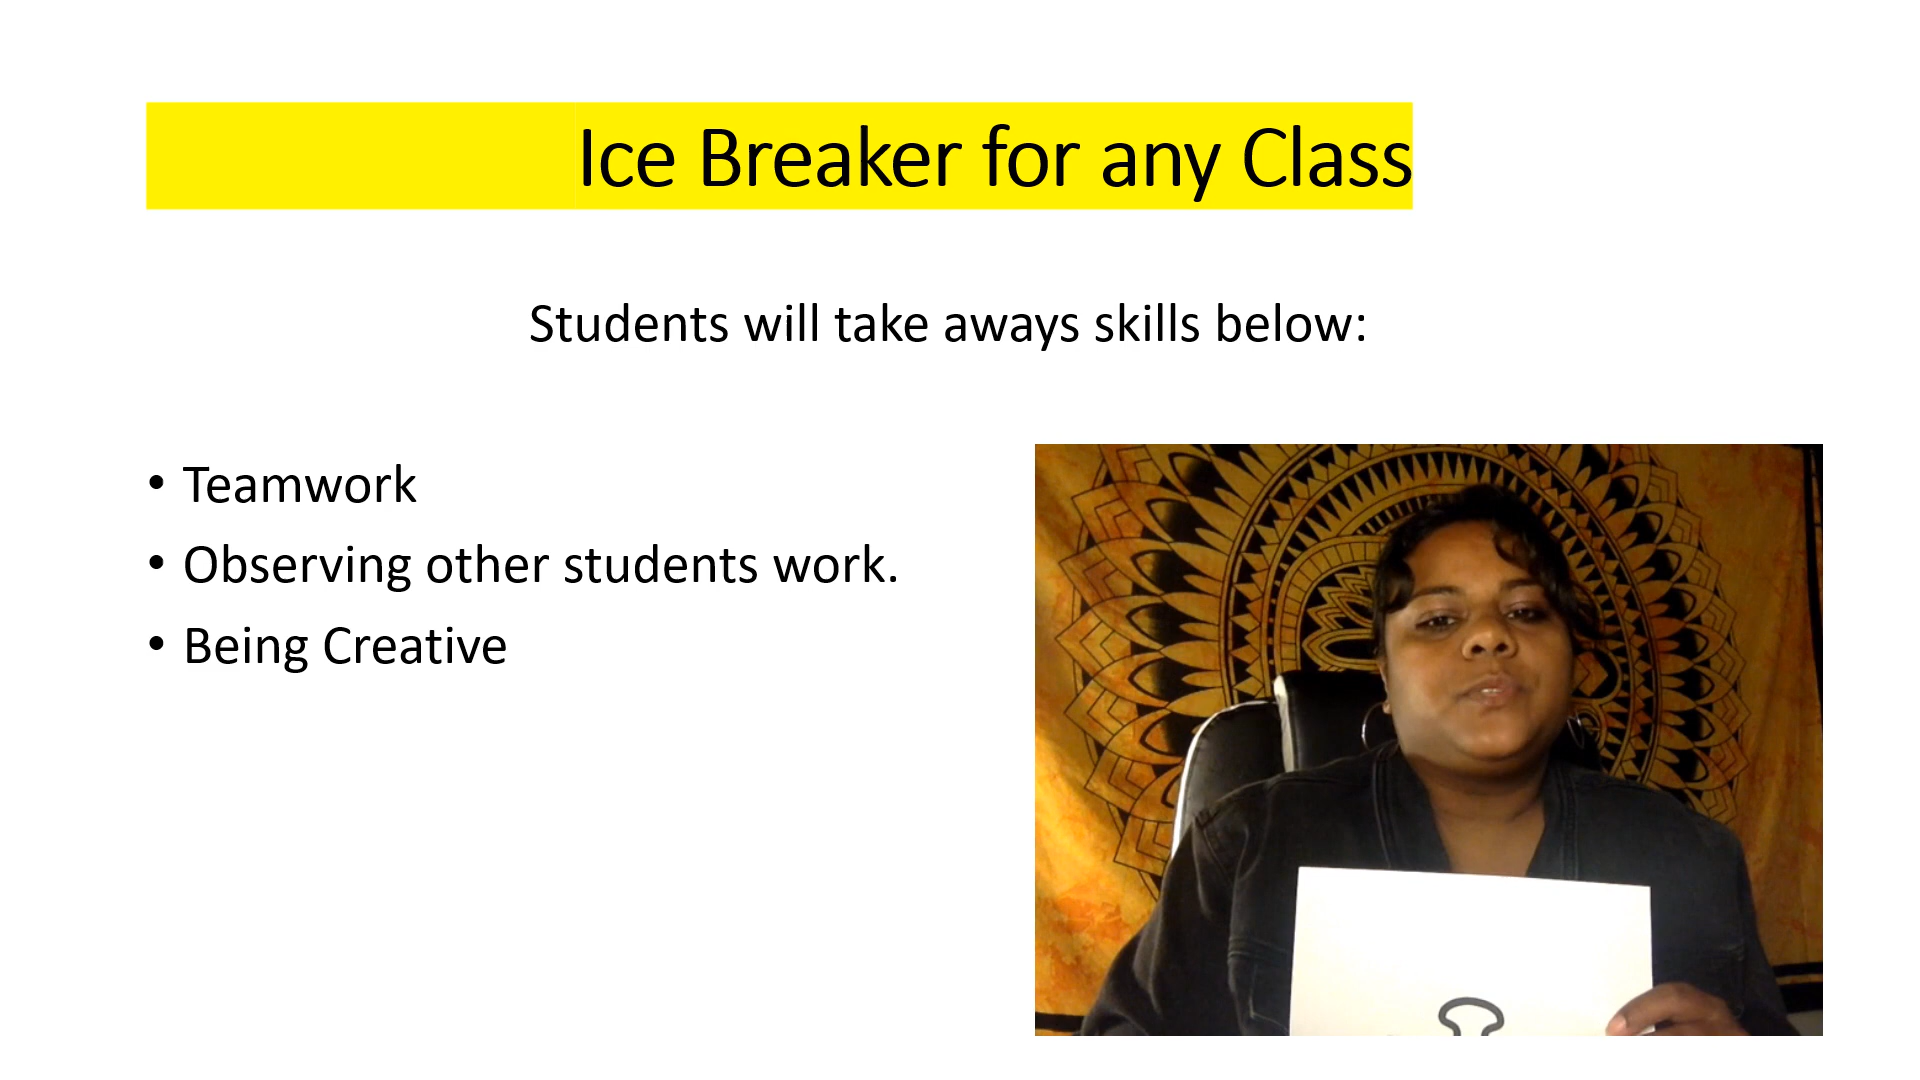 Ice Breaker for any Class
Students will take aways skills below:
• Teamwork
• Observing other students work.
• Being Creative